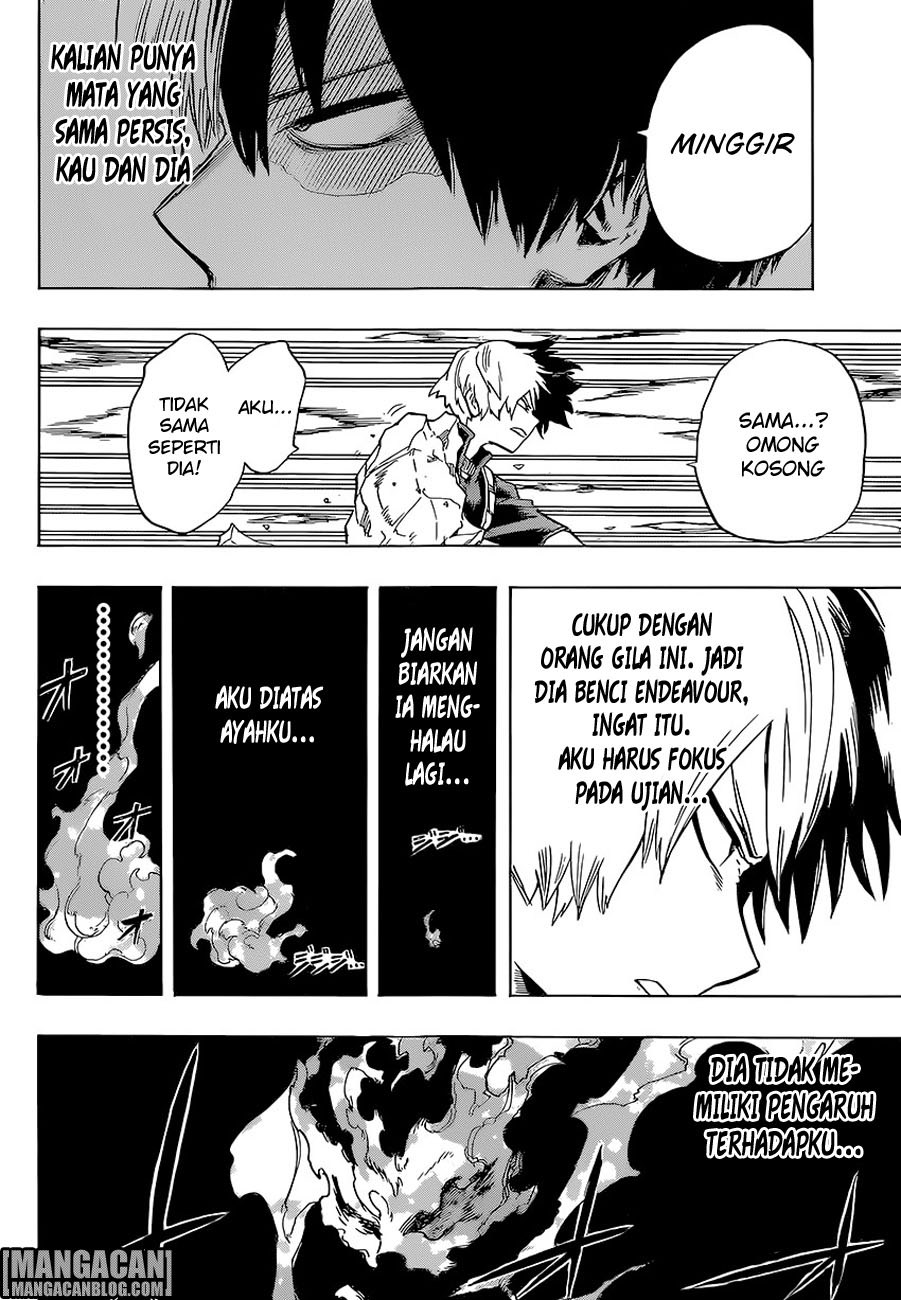 MINGGIR
KALIAN PUNYA
MATA YANG
SAMA PERSIS,
KAU DAN DIA
SAMA...?
OMONG
KOSONG
AKU...
TIDAK
SAMA
SEPERTI
DIA!
CUKUP DENGAN
ORANG GILA INI. JADI
DIA BENCI ENDEAVOUR,
INGAT ITU.
AKU HARUS FOKUS
PADA UJIAN...
JANGAN
BIARKAN
IA MENG-
HALAU
LAGI...
AKU DIATAS
AYAHKU...
DIA TIDAK ME-
MILIKI PENGARUH
TERHADAPKU...
[MANGACAN]
MANGACANBLOG.COM